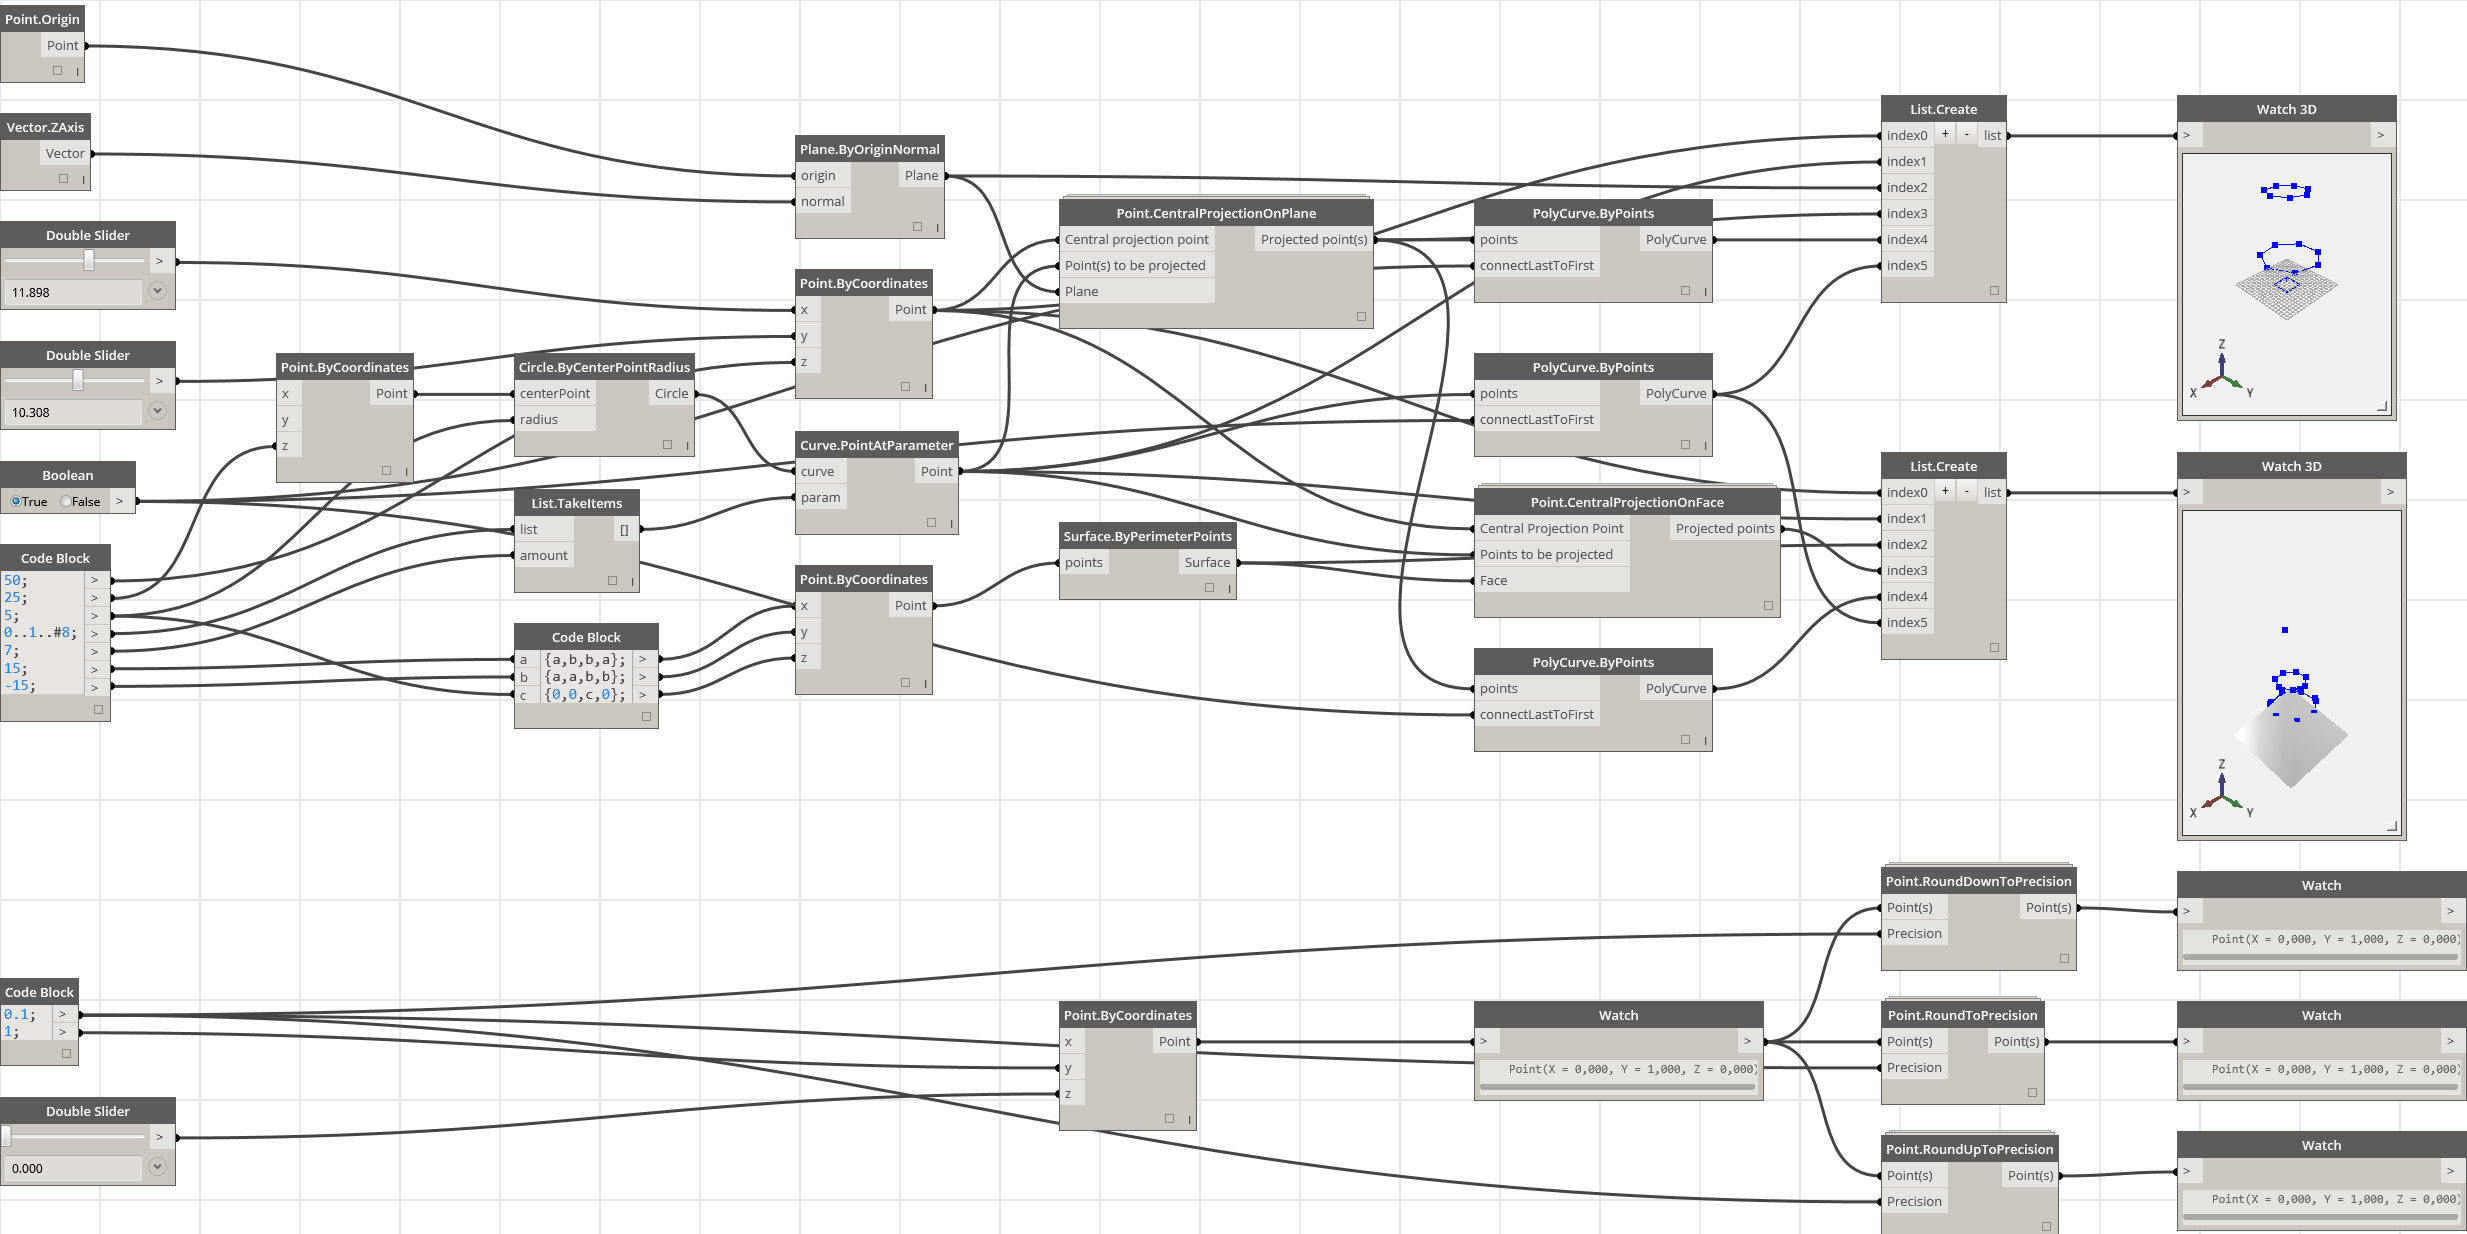 Point.Origin
Point
Vector.ZAxis
Vector
Double Slider
>
11.898
Double Slider
>
10.308
Boolean
True False >
Code Block
50; >
25; >
5; >
0..1..#8; >
7; >
15; >
-15; >
Point.ByCoordinates
x Point
y
z
Circle.ByCenterPointRadius
centerPoint Circle
radius
List.TakeItems
list []
amount
Code Block
a {a,b,b,a}; >
b {a,a,b,b}; >
c {0,0,c,0}; >
Plane.ByOriginNormal
origin Plane
normal
Point.ByCoordinates
x Point
y
z
Curve.PointAtParameter
curve Point
param
Point.ByCoordinates
x Point
y
z
Point.CentralProjectionOnPlane
Central projection point Projected point(s)
Point(s) to be projected
Plane
Surface.ByPerimeterPoints
points Surface
PolyCurve.ByPoints
points PolyCurve
connectLastToFirst
PolyCurve.ByPoints
points PolyCurve
connectLastToFirst
Point.CentralProjectionOnFace
Central Projection Point Projected points
Points to be projected
Face
PolyCurve.ByPoints
points PolyCurve
connectLastToFirst
List.Create
index0 + - list
index1
index2
index3
index4
index5
Watch 3D
> >
Z
X Y
List.Create
index0 + - list
index1
index2
index3
index4
index5
Watch 3D
> >
Z
X Y
Code Block
0.1; >
1; >
Double Slider
>
0.000
Point.ByCoordinates
x Point
y
z
Watch
> >
Point(X = 0,000, Y = 1,000, Z = 0,000)
Point.RoundDownToPrecision
Point(s) Point(s)
Precision
Watch
> >
Point(X = 0,000, Y = 1,000, Z = 0,000)
Point.RoundToPrecision
Point(s) Point(s)
Precision
Watch
> >
Point(X = 0,000, Y = 1,000, Z = 0,000)
Point.RoundUpToPrecision
Point(s) Point(s)
Precision
Watch
> >
Point(X = 0,000, Y = 1,000, Z = 0,000)